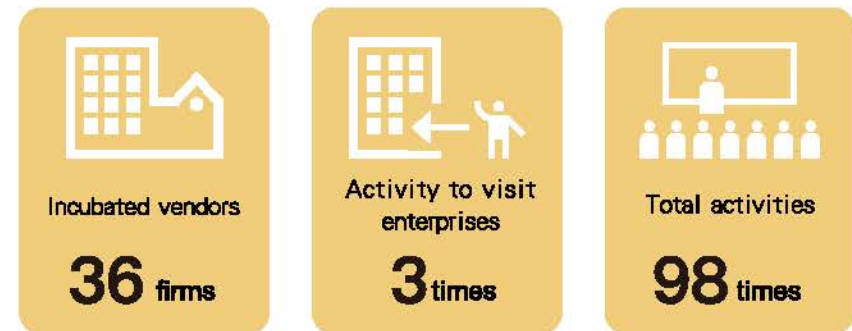 Incubated vendors
36 firms
Activity to visit
enterprises
3 times
Total activities
98 times